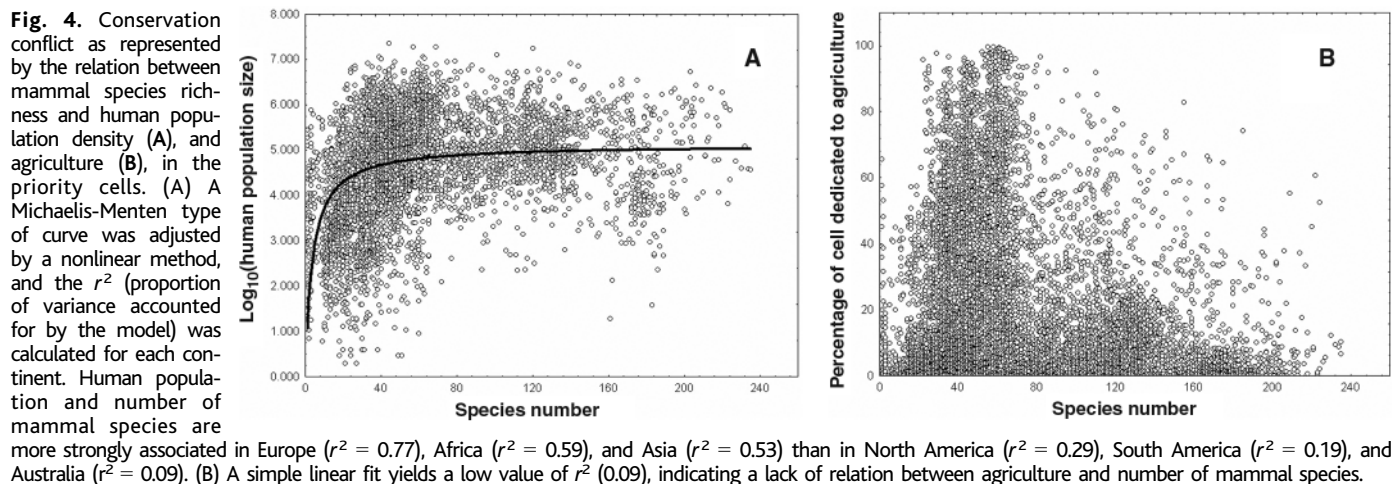 Fig. 4. Conservation
conflict as represented
by the relation between
mammal species rich-
ness and human popu-
lation density (A), and
agriculture (B), in the
priority cells. (A) A
Michaelis-Menten type
of curve was adjusted
by a nonlinear method,
and the r² (proportion
of variance accounted
for by the model) was
calculated for each con-
tinent. Human popula-
tion and number of
mammal species are
more strongly associated in Europe (r² = 0.77), Africa (r² = 0.59), and Asia (r² = 0.53) than in North America (r² = 0.29), South America (r² = 0.19), and
Australia (r² = 0.09). (B) A simple linear fit yields a low value of r² (0.09), indicating a lack of relation between agriculture and number of mammal species.
A
Log₁₀(human population size)
8.000
7.000
6.000
5.000
4.000
3.000
2.000
1.000
0.000
0 40 80 120 160 200 240
Species number
B
Percentage of cell dedicated to agriculture
100
80
60
40
20
0
0 40 80 120 160 200 240
Species number